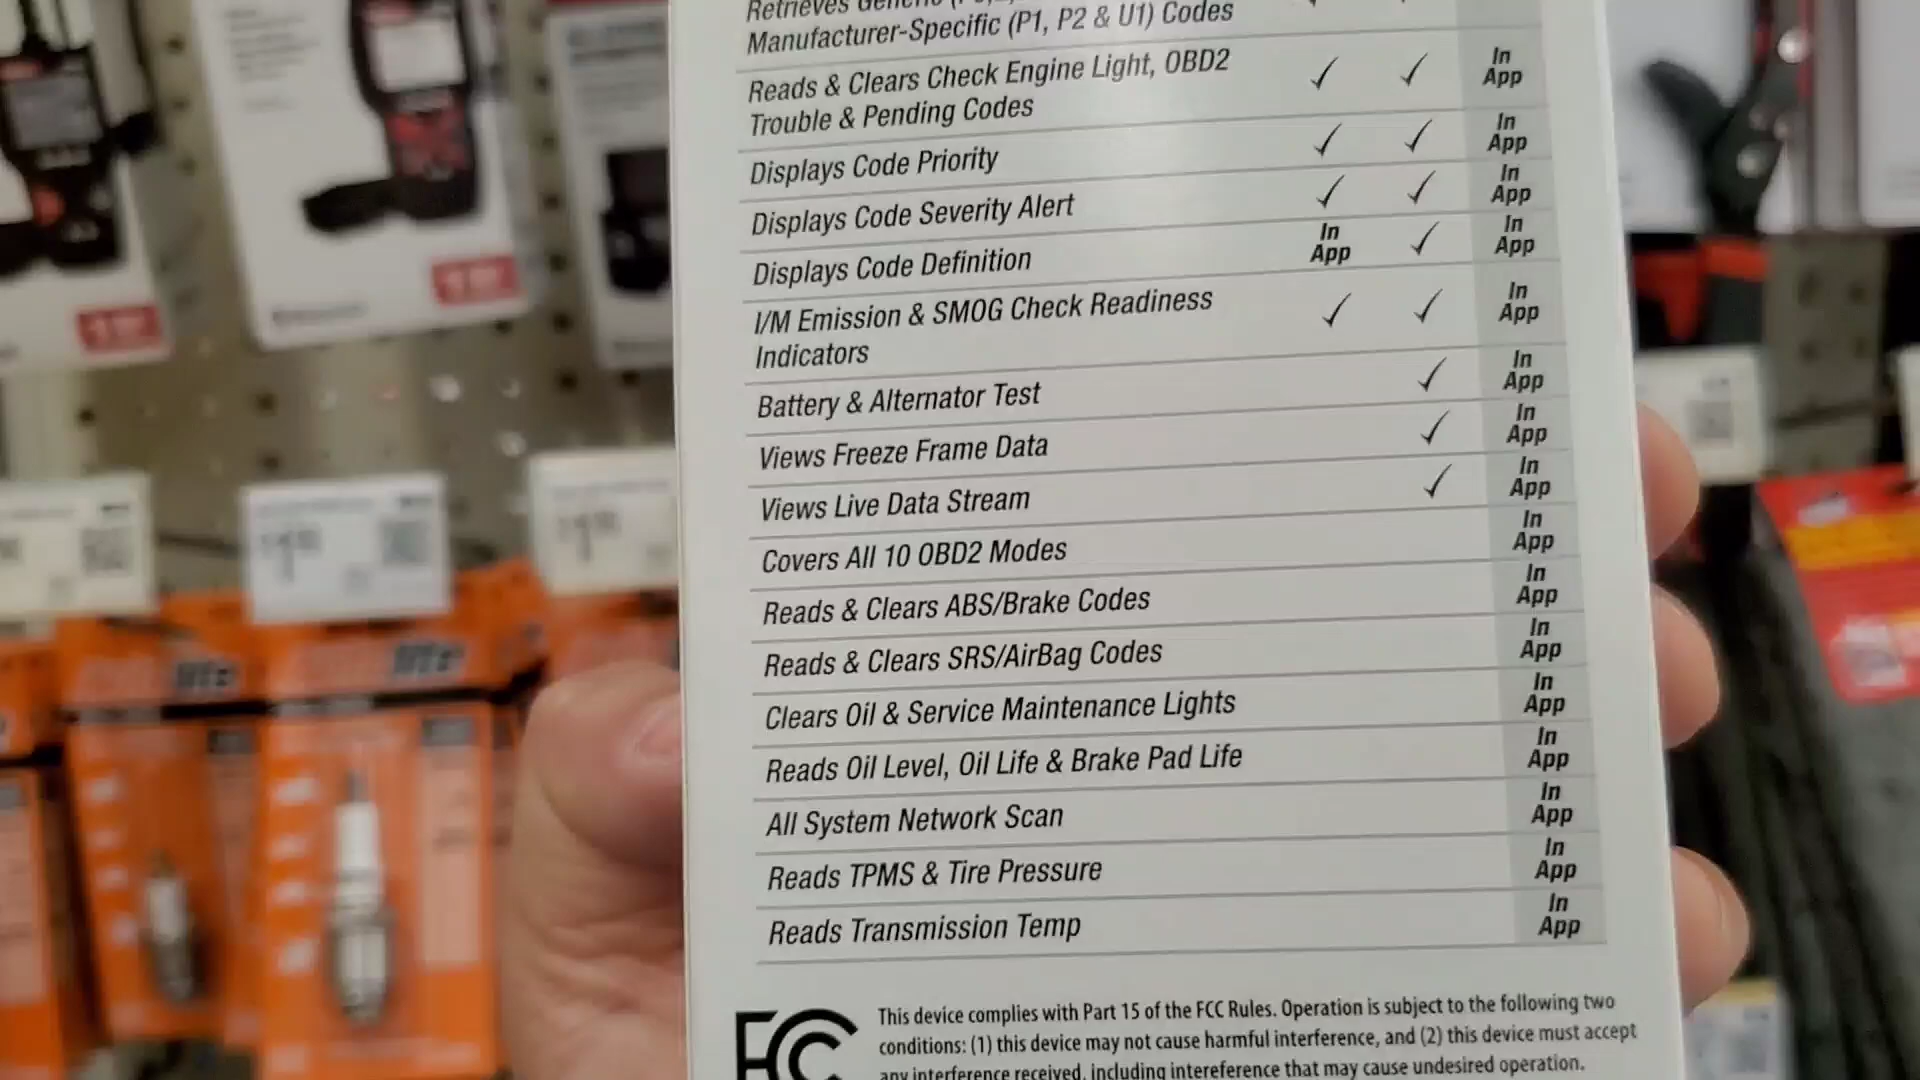 Retrieves Generic
Manufacturer-Specific (P1, P2 & U1) Codes
Reads & Clears Check Engine Light, OBD2
Trouble & Pending Codes
✓ ✓ In
App
Displays Code Priority
✓ ✓ In
App
Displays Code Severity Alert
✓ ✓ In
App
Displays Code Definition
In
App
✓ In
App
I/M Emission & SMOG Check Readiness
Indicators
✓ ✓ In
App
Battery & Alternator Test
✓ In
App
Views Freeze Frame Data
✓ In
App
Views Live Data Stream
✓ In
App
Covers All 10 OBD2 Modes
In
App
Reads & Clears ABS/Brake Codes
In
App
Reads & Clears SRS/AirBag Codes
In
App
Clears Oil & Service Maintenance Lights
In
App
Reads Oil Level, Oil Life & Brake Pad Life
In
App
All System Network Scan
In
App
Reads TPMS & Tire Pressure
In
App
Reads Transmission Temp
In
App
FC
This device complies with Part 15 of the FCC Rules. Operation is subject to the following two
conditions: (1) this device may not cause harmful interference, and (2) this device must accept
any interference received, including intereference that may cause undesired operation.